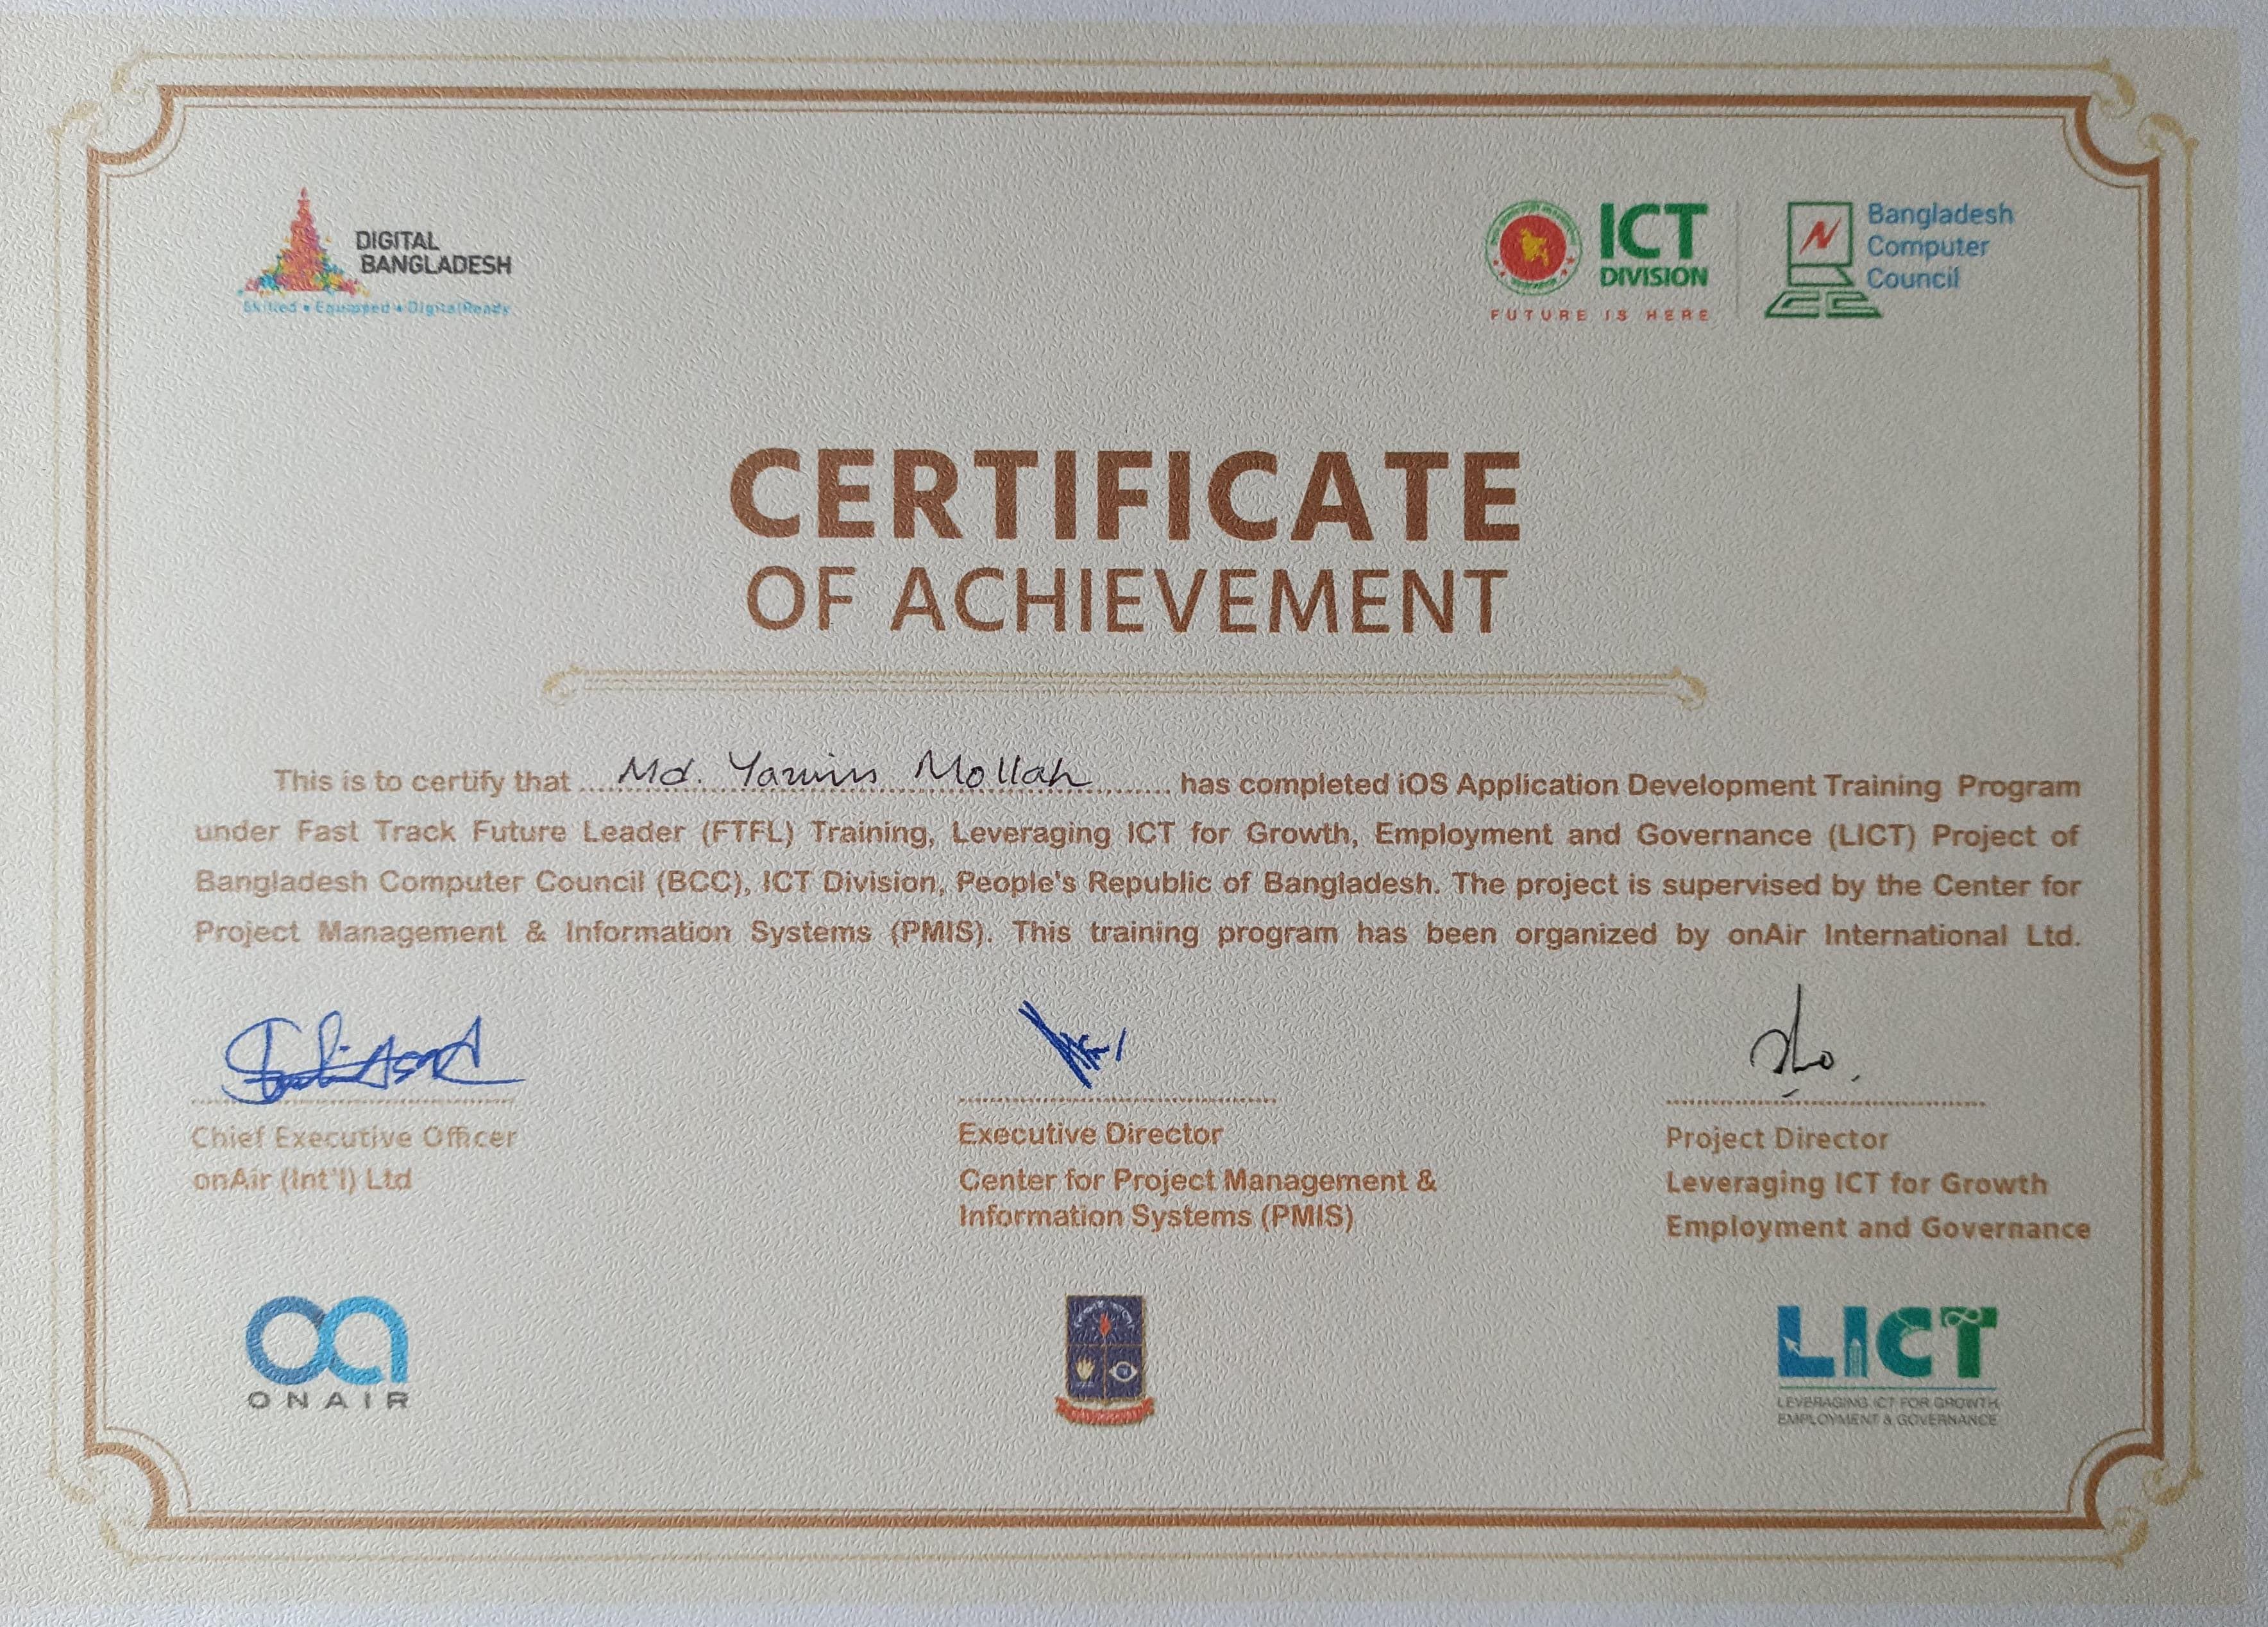 DIGITAL
BANGLADESH
Skilled • Equipped • DigitalReady
ICT
DIVISION
FUTURE IS HERE
Bangladesh
Computer
Council
CERTIFICATE
OF ACHIEVEMENT
This is to certify that Md. Yamin Mollah has completed iOS Application Development Training Program
under Fast Track Future Leader (FTFL) Training, Leveraging ICT for Growth, Employment and Governance (LICT) Project of
Bangladesh Computer Council (BCC), ICT Division, People's Republic of Bangladesh. The project is supervised by the Center for
Project Management & Information Systems (PMIS). This training program has been organized by onAir International Ltd.
Chief Executive Officer
onAir (Int'l) Ltd
Executive Director
Center for Project Management &
Information Systems (PMIS)
Project Director
Leveraging ICT for Growth
Employment and Governance
ONAIR
LICT
LEVERAGING ICT FOR GROWTH
EMPLOYMENT & GOVERNANCE